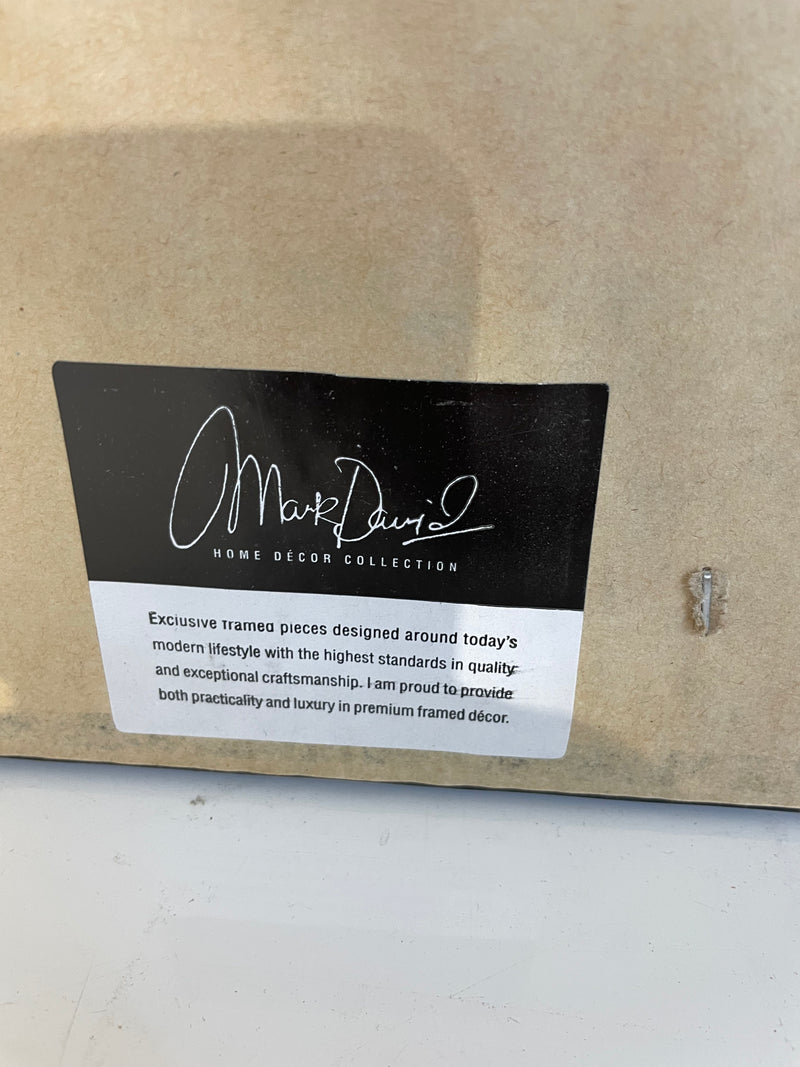 Mark David
HOME DÉCOR COLLECTION
Exclusive framed pieces designed around today's
modern lifestyle with the highest standards in quality
and exceptional craftsmanship. I am proud to provide
both practicality and luxury in premium framed décor.